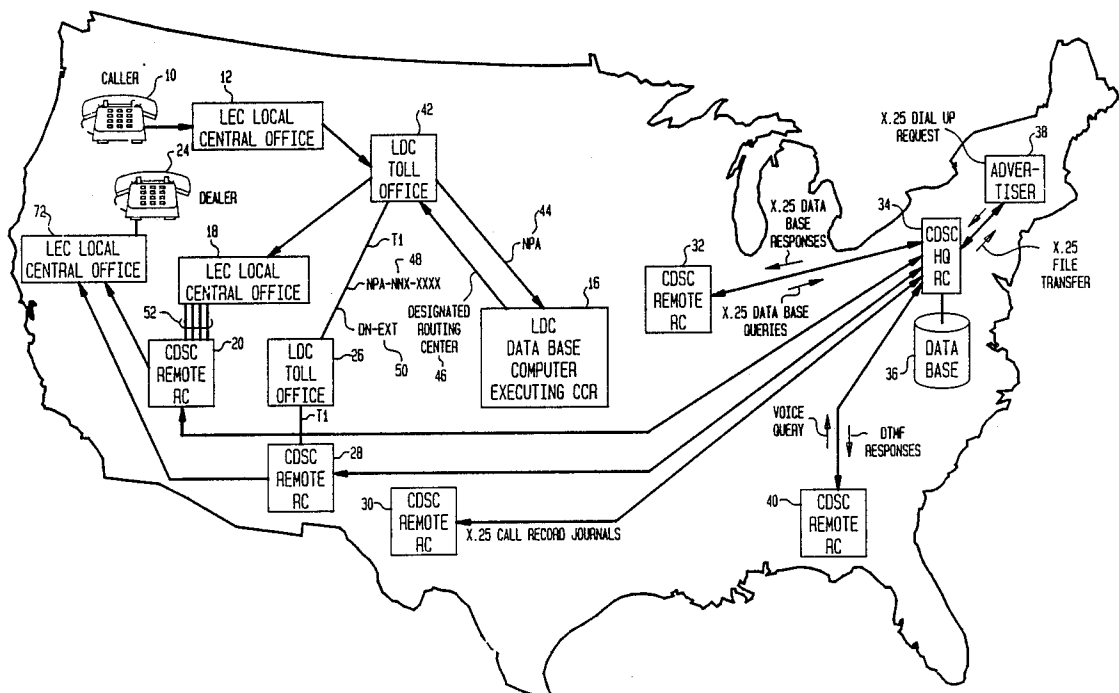 CALLER
10
12
LEC LOCAL
CENTRAL OFFICE
42
LDC
TOLL
OFFICE
24
DEALER
72
LEC LOCAL
CENTRAL OFFICE
18
LEC LOCAL
CENTRAL OFFICE
52
20
CDSC
REMOTE
RC
T1
48
NPA-NNX-XXXX
DN-EXT
50
44
NPA
DESIGNATED
ROUTING
CENTER
46
16
LDC
DATA BASE
COMPUTER
EXECUTING CCR
26
LDC
TOLL
OFFICE
T1
28
CDSC
REMOTE
RC
30
CDSC
REMOTE
RC
X.25 CALL RECORD JOURNALS
32
CDSC
REMOTE
RC
X.25 DATA
BASE
RESPONSES
X.25 DATA BASE
QUERIES
X.25 DIAL UP
REQUEST
38
ADVER-
TISER
34
CDSC
HQ
RC
X.25
FILE
TRANSFER
36
DATA
BASE
VOICE
QUERY
DTMF
RESPONSES
40
CDSC
REMOTE
RC